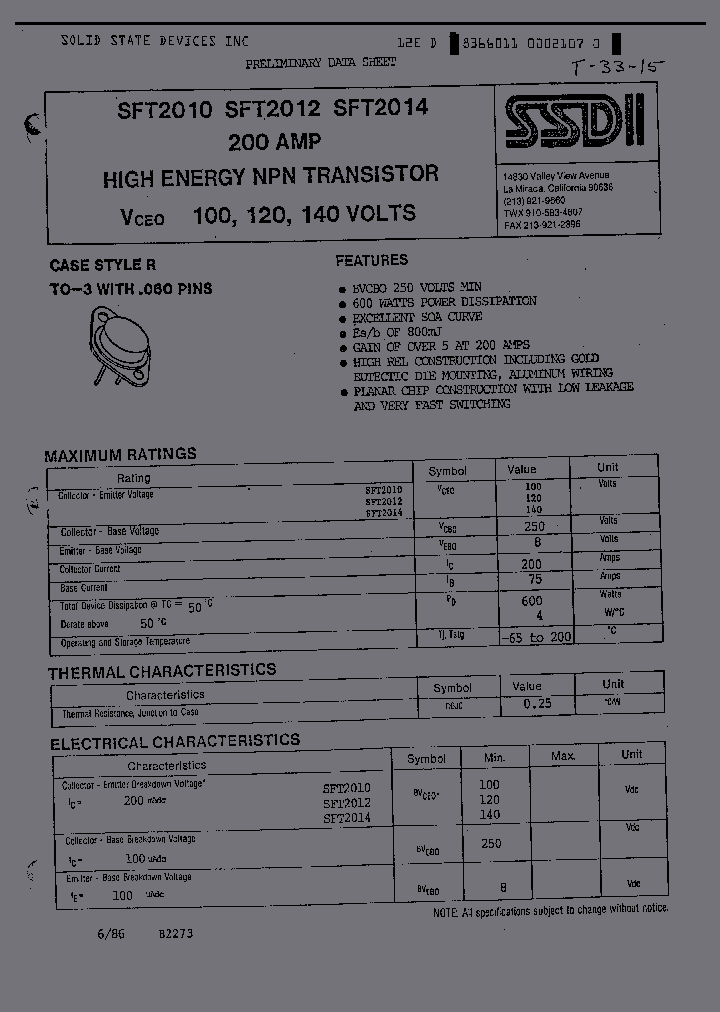 SOLID STATE DEVICES INC 12E D 8366011 0002107 0
PRELIMINARY DATA SHEET
T-33-15
SFT2010 SFT2012 SFT2014
200 AMP
HIGH ENERGY NPN TRANSISTOR
VCEO 100, 120, 140 VOLTS
SSDI
14830 Valley View Avenue
La Mirada, California 90638
(213) 921-9660
TWX 910-583-4807
FAX 213-921-2396
CASE STYLE R
TO-3 WITH .060 PINS
FEATURES
● BVCBO 250 VOLTS MIN
● 600 WATTS POWER DISSIPATION
● EXCELLENT SOA CURVE
● Es/b OF 800mJ
● GAIN OF OVER 5 AT 200 AMPS
● HIGH REL CONSTRUCTION INCLUDING GOLD
EUTECTIC DIE MOUNTING, ALUMINUM WIRING
● PLANAR CHIP CONSTRUCTION WITH LOW LEAKAGE
AND VERY FAST SWITCHING
MAXIMUM RATINGS
Rating Symbol Value Unit
Collector - Emitter Voltage SFT2010 VCEO 100 Volts
SFT2012 120
SFT2014 140
Collector - Base Voltage VCBO 250 Volts
Emitter - Base Voltage VEBO 8 Volts
Collector Current IC 200 Amps
Base Current IB 75 Amps
Total Device Dissipation @ TC = 50 °C PD 600 Watts
Derate above 50 °C 4 W/°C
Operating and Storage Temperature TJ, Tstg -65 to 200 °C
THERMAL CHARACTERISTICS
Characteristics Symbol Value Unit
Thermal Resistance, Junction to Case RΘJC 0.25 °C/W
ELECTRICAL CHARACTERISTICS
Characteristics Symbol Min. Max. Unit
Collector - Emitter Breakdown Voltage* BVCEO* Vdc
IC= 200 mAdc
SFT2010 100
SFT2012 120
SFT2014 140
Collector - Base Breakdown Voltage BVCBO 250 Vdc
IC= 100 uAdc
Emitter - Base Breakdown Voltage BVEBO 8 Vdc
IE= 100 uAdc
NOTE: All specifications subject to change without notice.
6/86 B2273